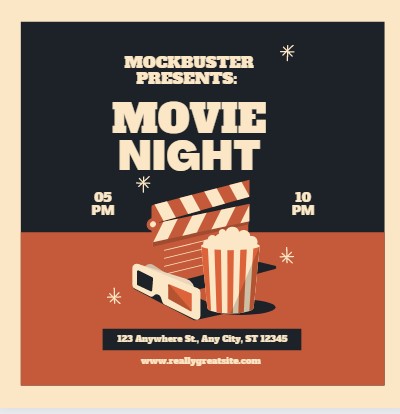 MOCKBUSTER
PRESENTS:
MOVIE
NIGHT
05
PM
10
PM
123 Anywhere St., Any City, ST 12345
www.reallygreatsite.com